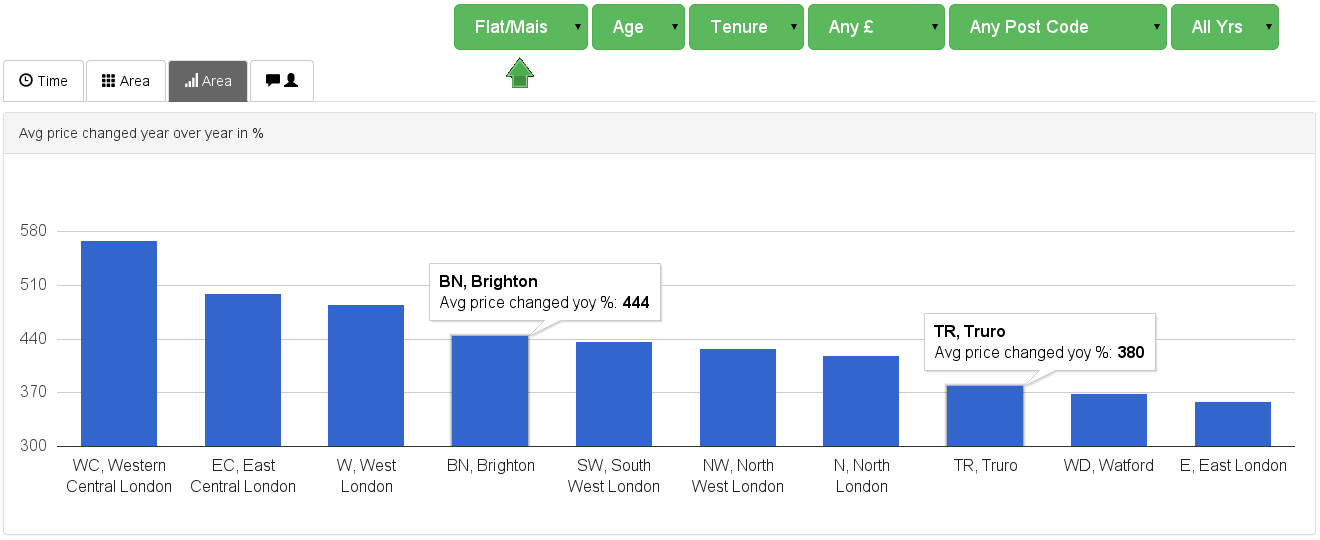 Flat/Mais Age Tenure Any £ Any Post Code All Yrs
Time Area Area
Avg price changed year over year in %
580
510
440
370
300
BN, Brighton
Avg price changed yoy %: 444
TR, Truro
Avg price changed yoy %: 380
WC, Western
Central London
EC, East
Central London
W, West
London
BN, Brighton
SW, South
West London
NW, North
West London
N, North
London
TR, Truro
WD, Watford
E, East London